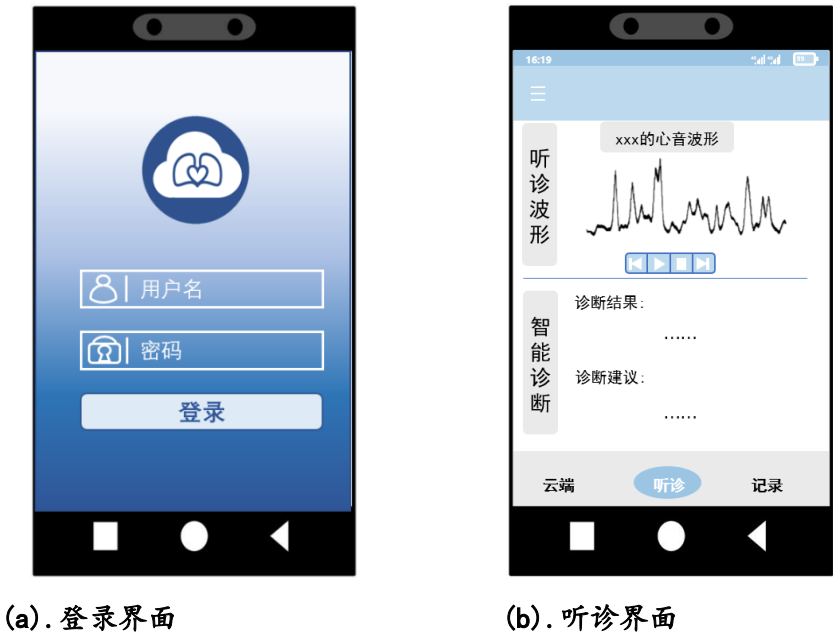 用户名
密码
登录
(a).登录界面
16:19
听诊波形
xxx的心音波形
智能诊断
诊断结果:
......
诊断建议:
......
云端
听诊
记录
(b).听诊界面